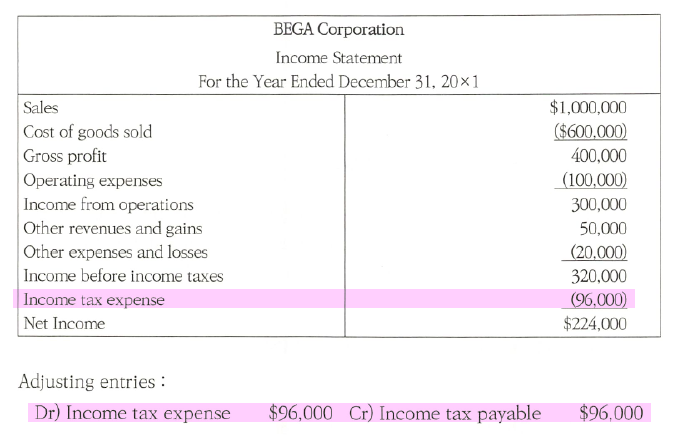 BEGA Corporation
Income Statement
For the Year Ended December 31, 20×1
Sales $1,000,000
Cost of goods sold ($600,000)
Gross profit 400,000
Operating expenses (100,000)
Income from operations 300,000
Other revenues and gains 50,000
Other expenses and losses (20,000)
Income before income taxes 320,000
Income tax expense (96,000)
Net Income $224,000
Adjusting entries :
Dr) Income tax expense $96,000 Cr) Income tax payable $96,000